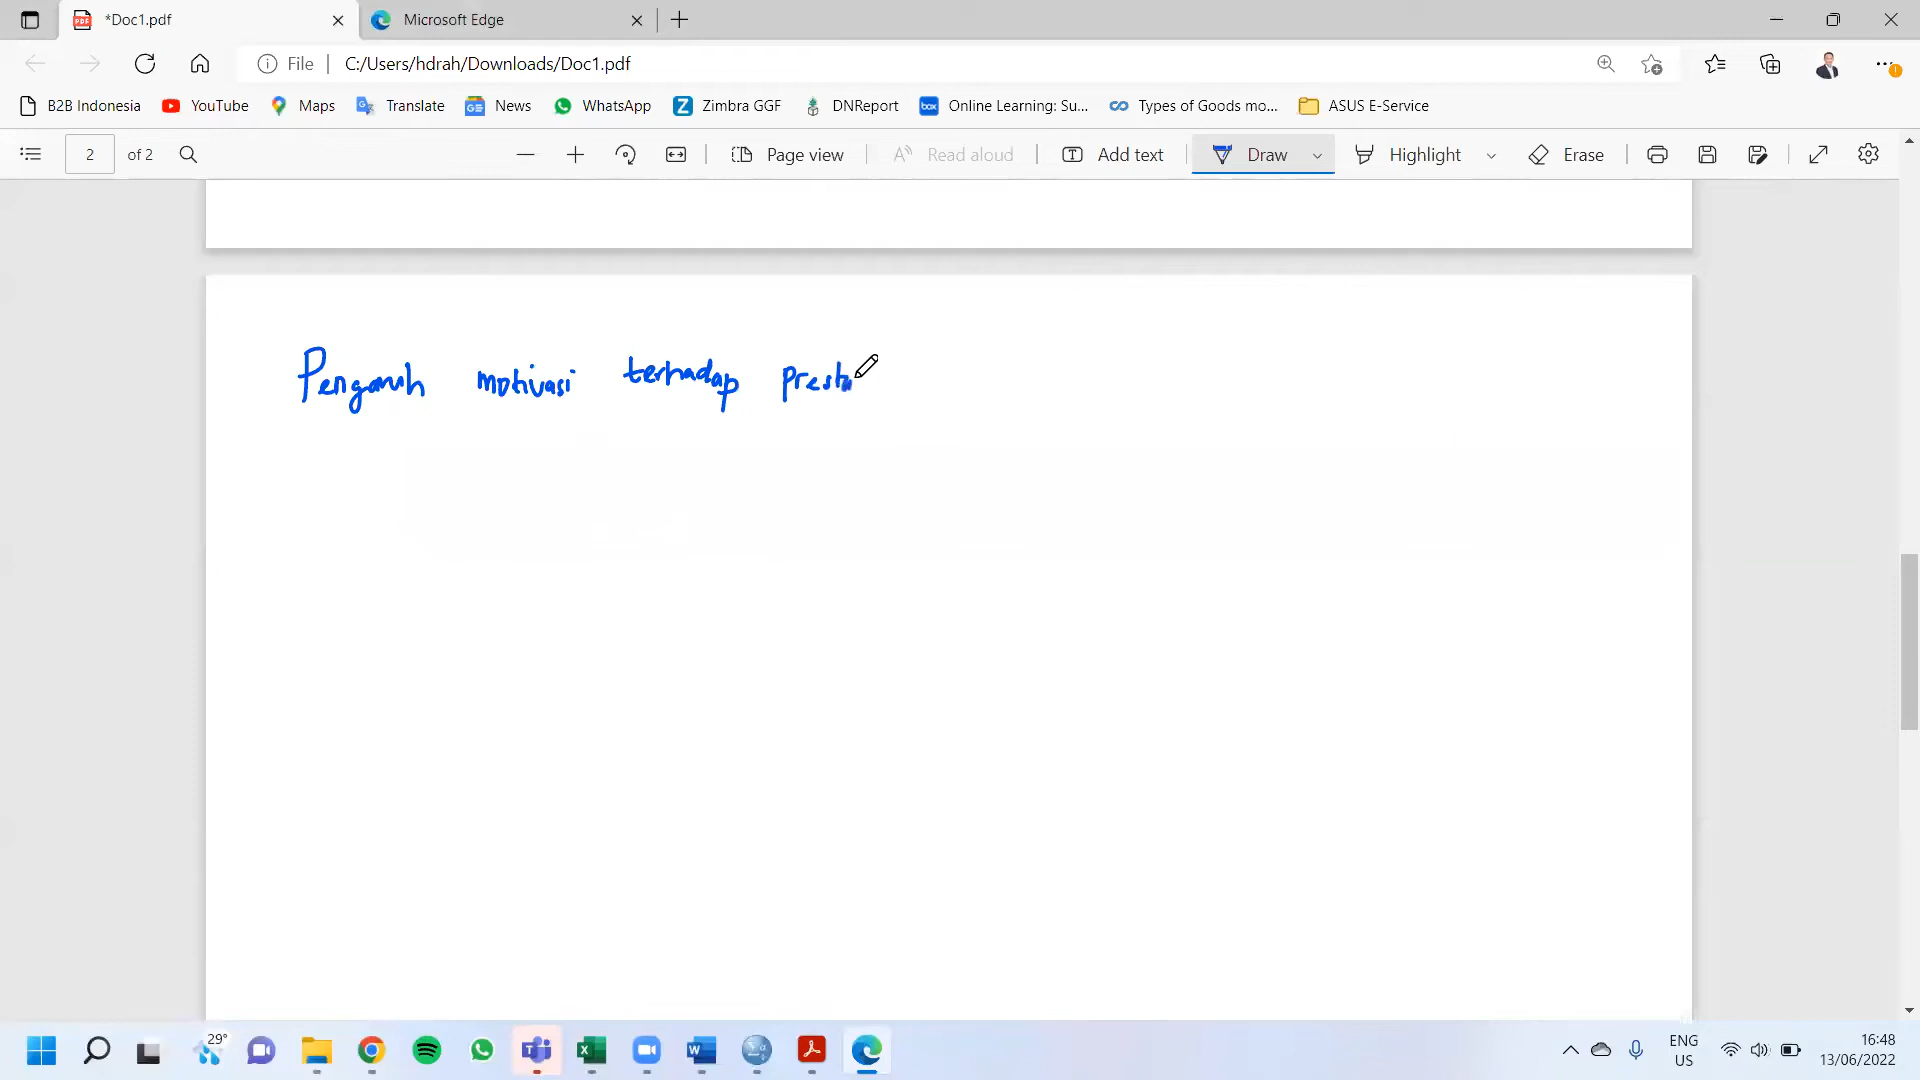 *Doc1.pdf
Microsoft Edge
File C:/Users/hdrah/Downloads/Doc1.pdf
B2B Indonesia YouTube Maps Translate News WhatsApp Zimbra GGF DNReport Online Learning: Su... Types of Goods mo... ASUS E-Service
2 of 2 Page view Read aloud Add text Draw Highlight Erase
Pengaruh motivasi terhadap presta
29°
ENG
US
16:48
13/06/2022